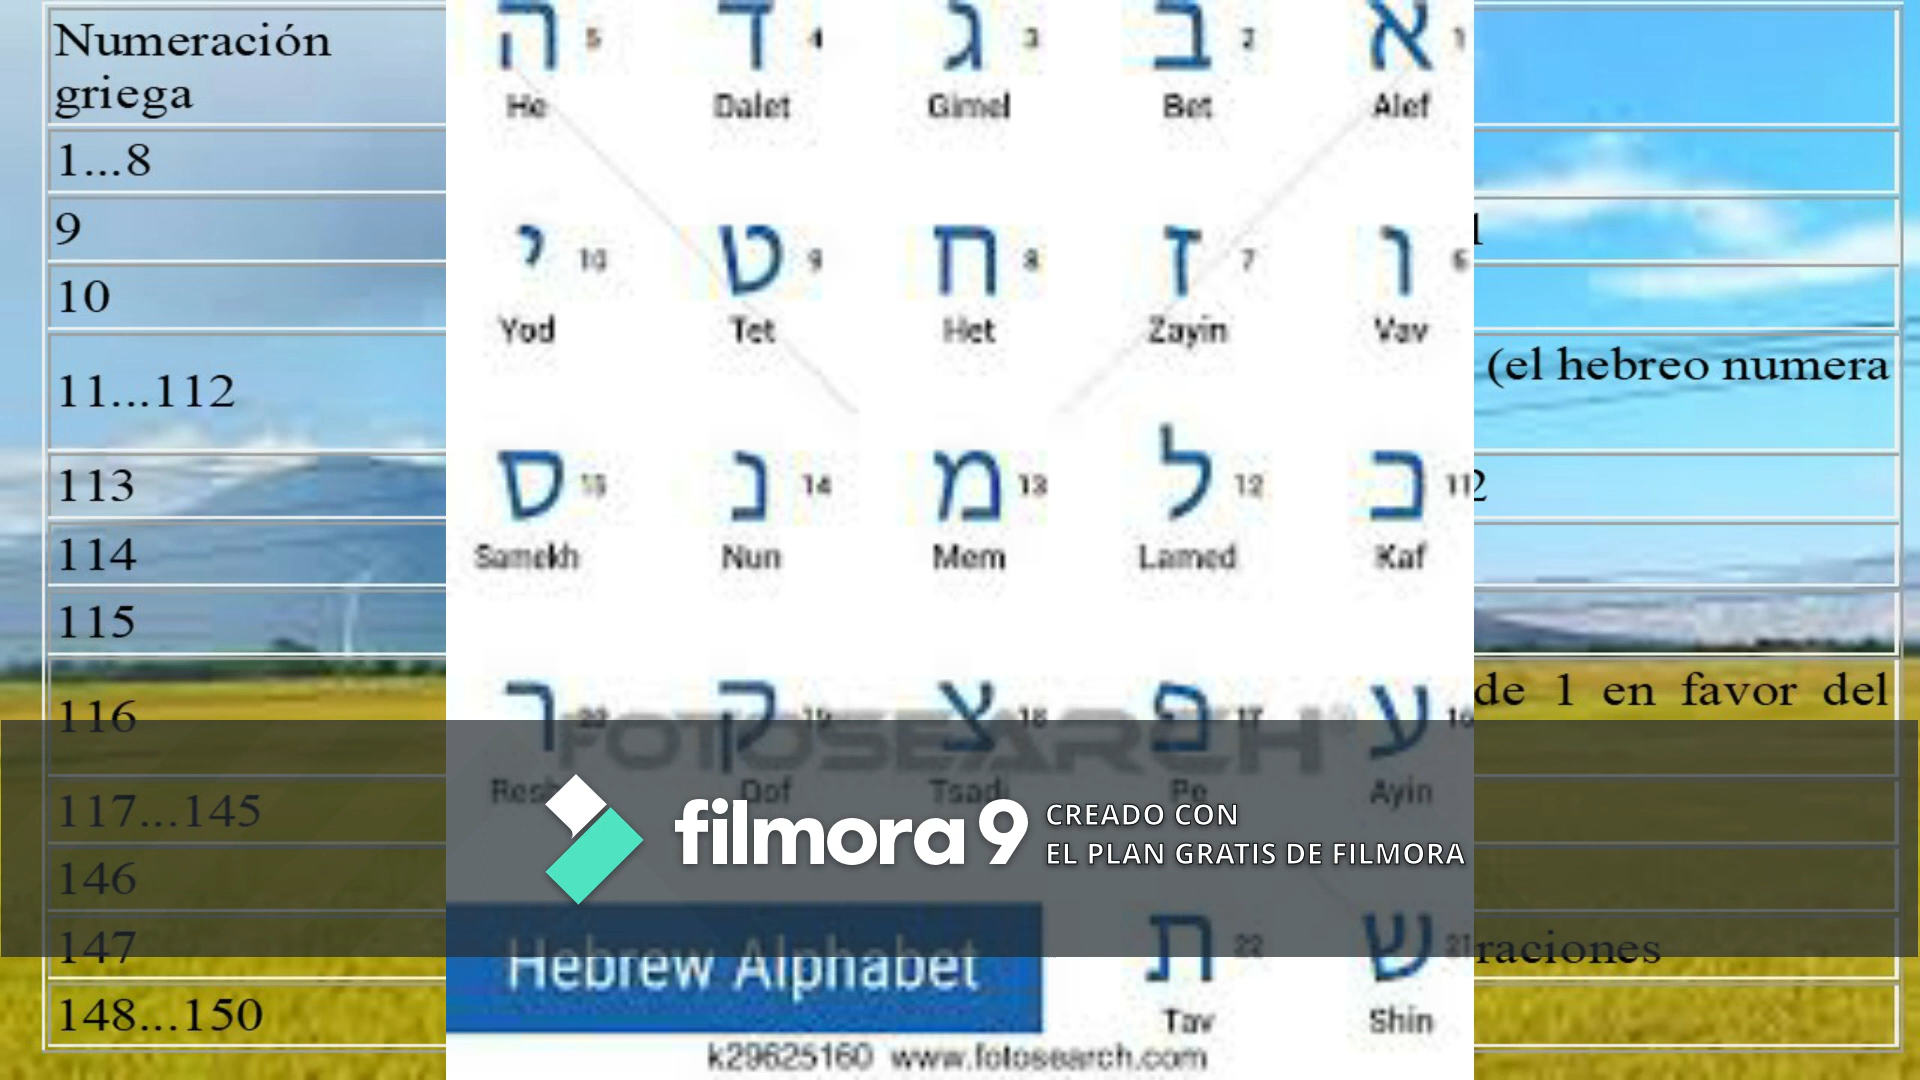 Numeración
griega
1...8
9
10
11...112
113
114
115
116
117...145
146
147
148...150
ה 5 ד 4 ג 3 ב 2 א 1
He Dalet Gimel Bet Alef
י 10 ט 9 ח 8 ז 7 ו 6
Yod Tet Het Zayin Vav
ס 15 נ 14 מ 13 ל 12 כ 11
Samekh Nun Mem Lamed Kaf
ר 20 ק 19 צ 18 פ 17 ע 16
FOTOSEARCH
Resh Qof Tsadi Pe Ayin
filmora9
CREADO CON
EL PLAN GRATIS DE FILMORA
ת 22 ש 21
Hebrew Alphabet
Tav Shin
k29625160 www.fotosearch.com
(el hebreo numera
de 1 en favor del
raciones